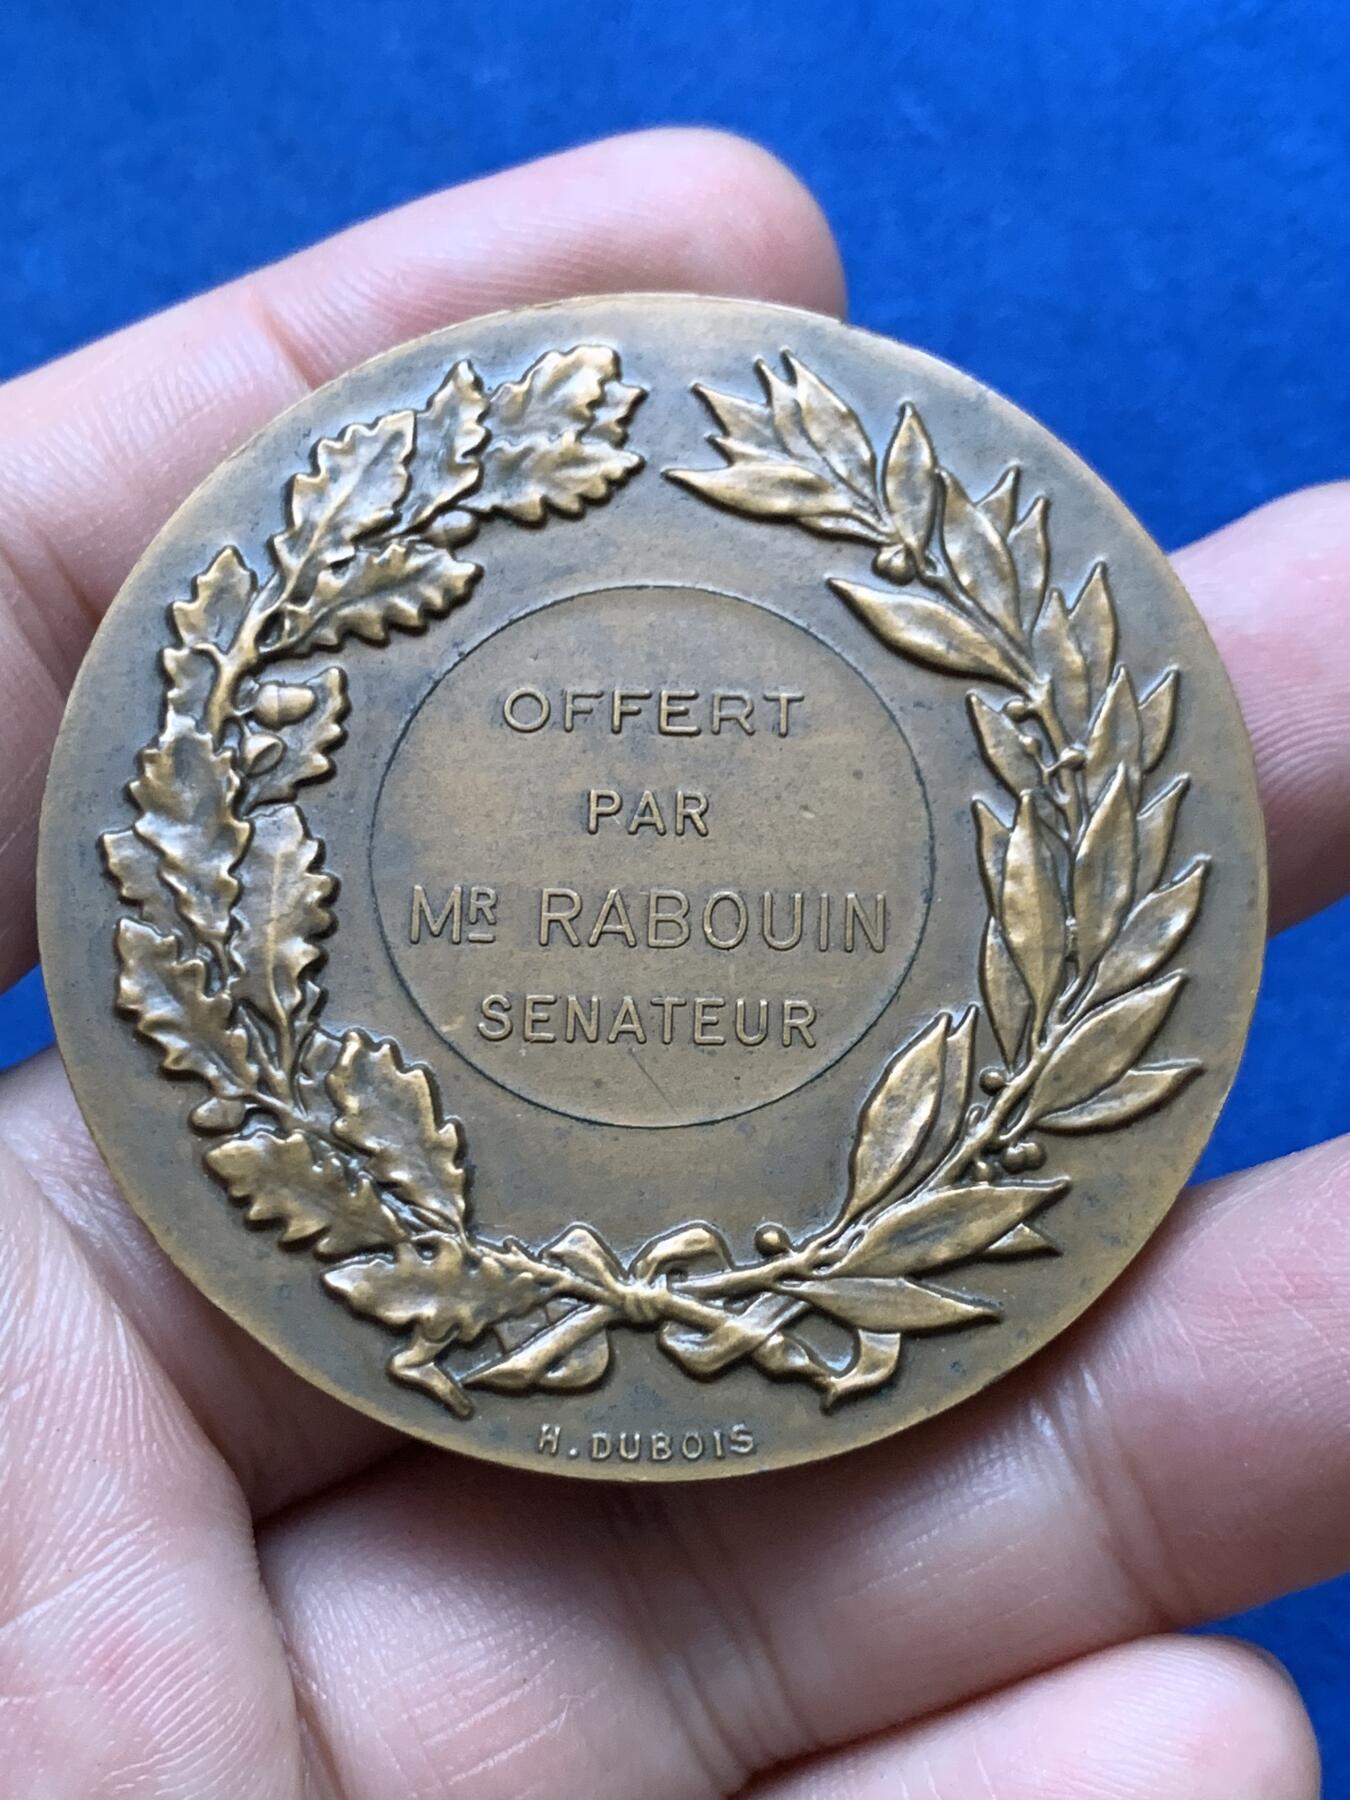 OFFERT
PAR
MR RABOUIN
SENATEUR
H. DUBOIS